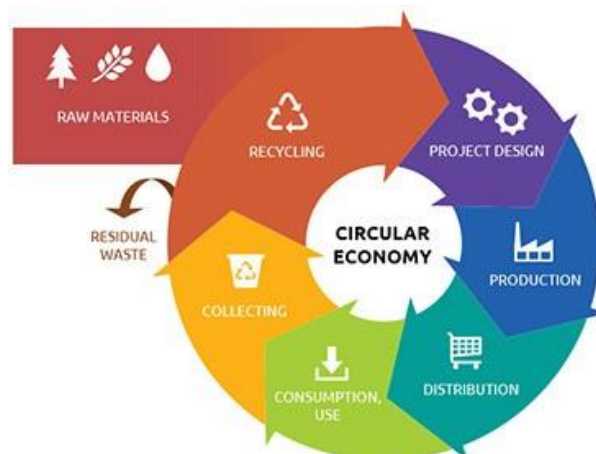 RAW MATERIALS
RECYCLING
PROJECT DESIGN
RESIDUAL
WASTE
CIRCULAR
ECONOMY
PRODUCTION
COLLECTING
DISTRIBUTION
CONSUMPTION,
USE